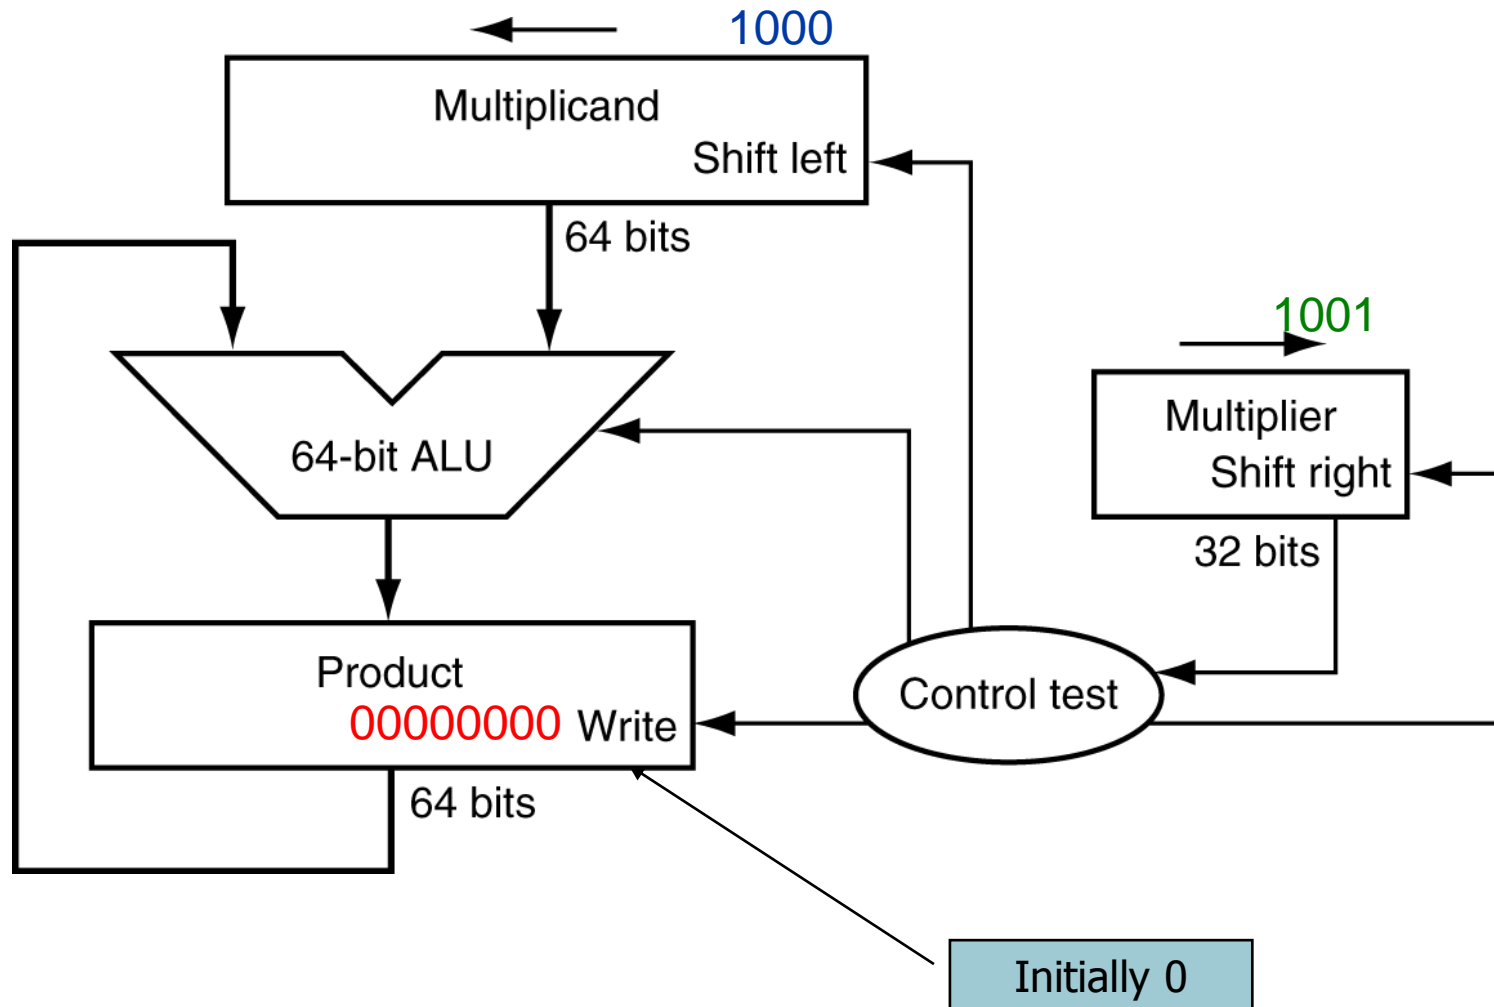 1000
Multiplicand
Shift left
64 bits
1001
Multiplier
Shift right
64-bit ALU
32 bits
Product
00000000 Write
Control test
64 bits
Initially 0